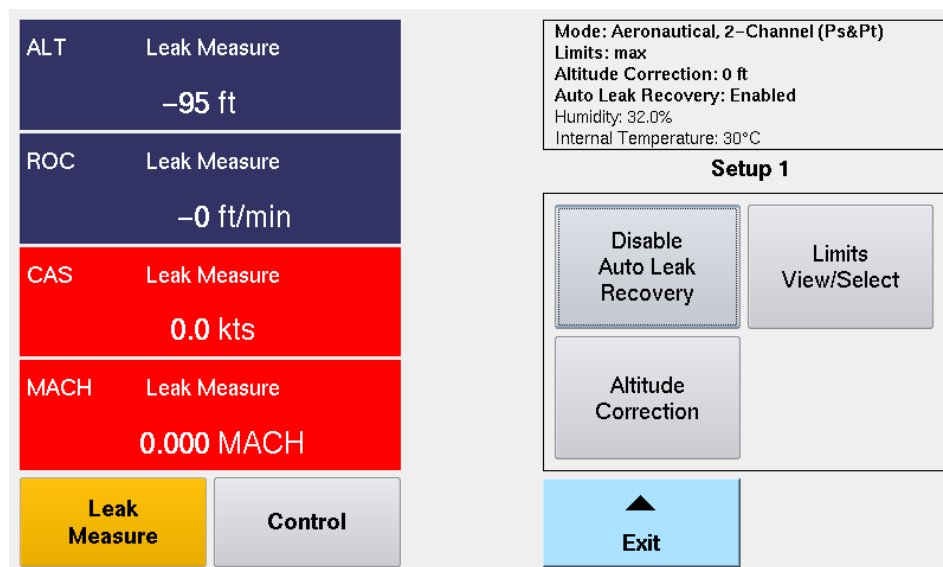 ALT Leak Measure
–95 ft
ROC Leak Measure
–0 ft/min
CAS Leak Measure
0.0 kts
MACH Leak Measure
0.000 MACH
Leak
Measure
Control
Mode: Aeronautical, 2–Channel (Ps&Pt)
Limits: max
Altitude Correction: 0 ft
Auto Leak Recovery: Enabled
Humidity: 32.0%
Internal Temperature: 30°C
Setup 1
Disable
Auto Leak
Recovery
Limits
View/Select
Altitude
Correction
Exit